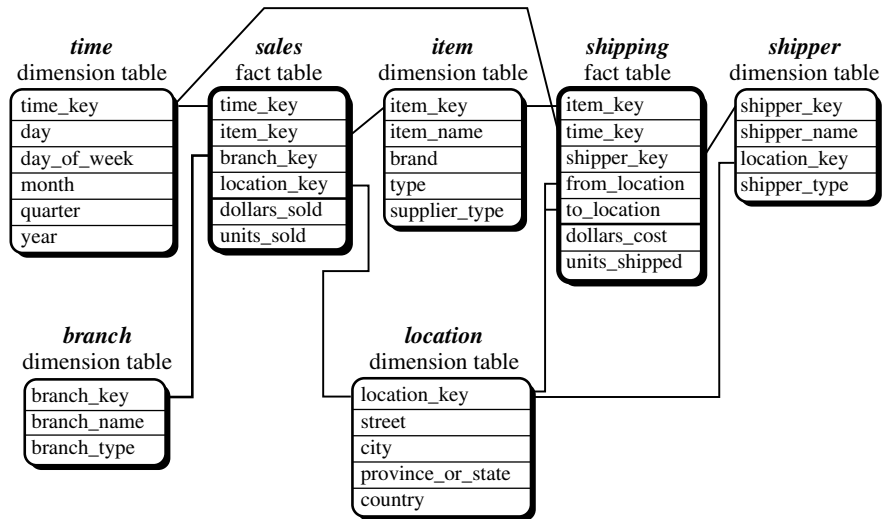 time
dimension table
time_key
day
day_of_week
month
quarter
year
sales
fact table
time_key
item_key
branch_key
location_key
dollars_sold
units_sold
item
dimension table
item_key
item_name
brand
type
supplier_type
shipping
fact table
item_key
time_key
shipper_key
from_location
to_location
dollars_cost
units_shipped
shipper
dimension table
shipper_key
shipper_name
location_key
shipper_type
branch
dimension table
branch_key
branch_name
branch_type
location
dimension table
location_key
street
city
province_or_state
country